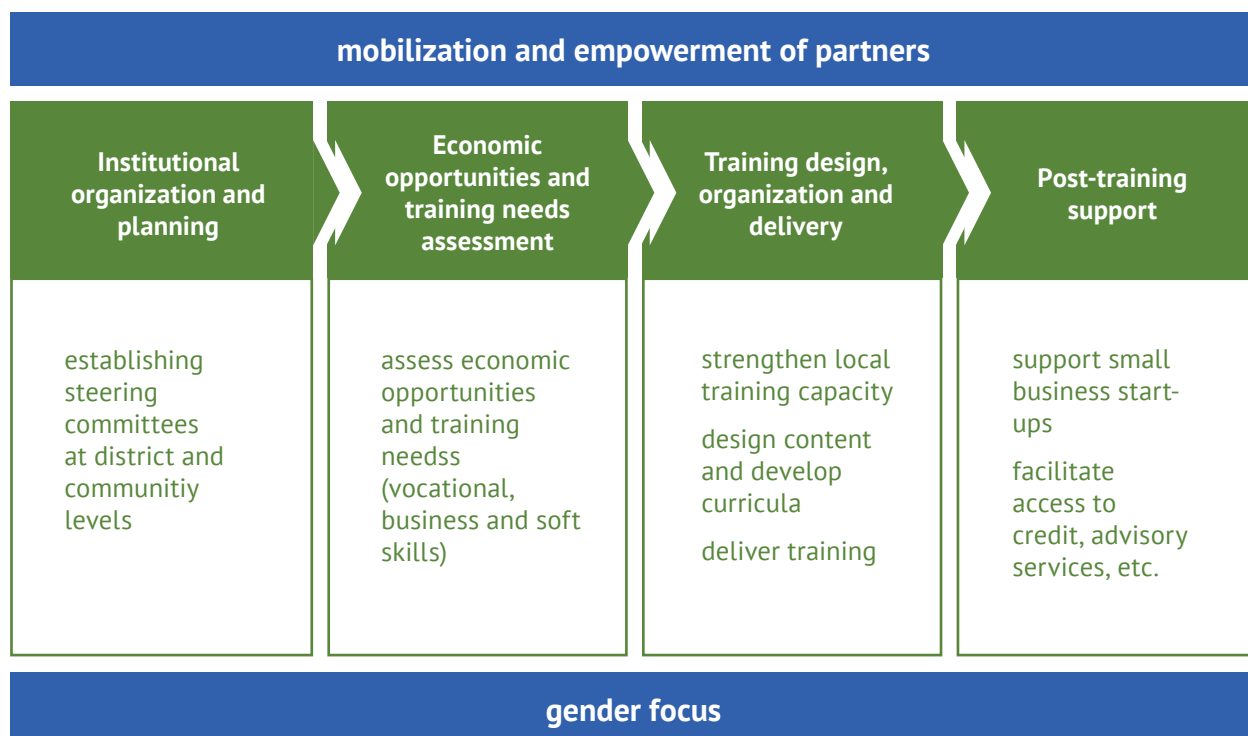 mobilization and empowerment of partners
Institutional
organization and
planning
Economic
opportunities and
training needs
assessment
Training design,
organization and
delivery
Post-training
support
establishing
steering
committees
at district and
communitiy
levels
assess economic
opportunities
and training
needss
(vocational,
business and soft
skills)
strengthen local
training capacity
design content
and develop
curricula
deliver training
support small
business start-
ups
facilitate
access to
credit, advisory
services, etc.
gender focus